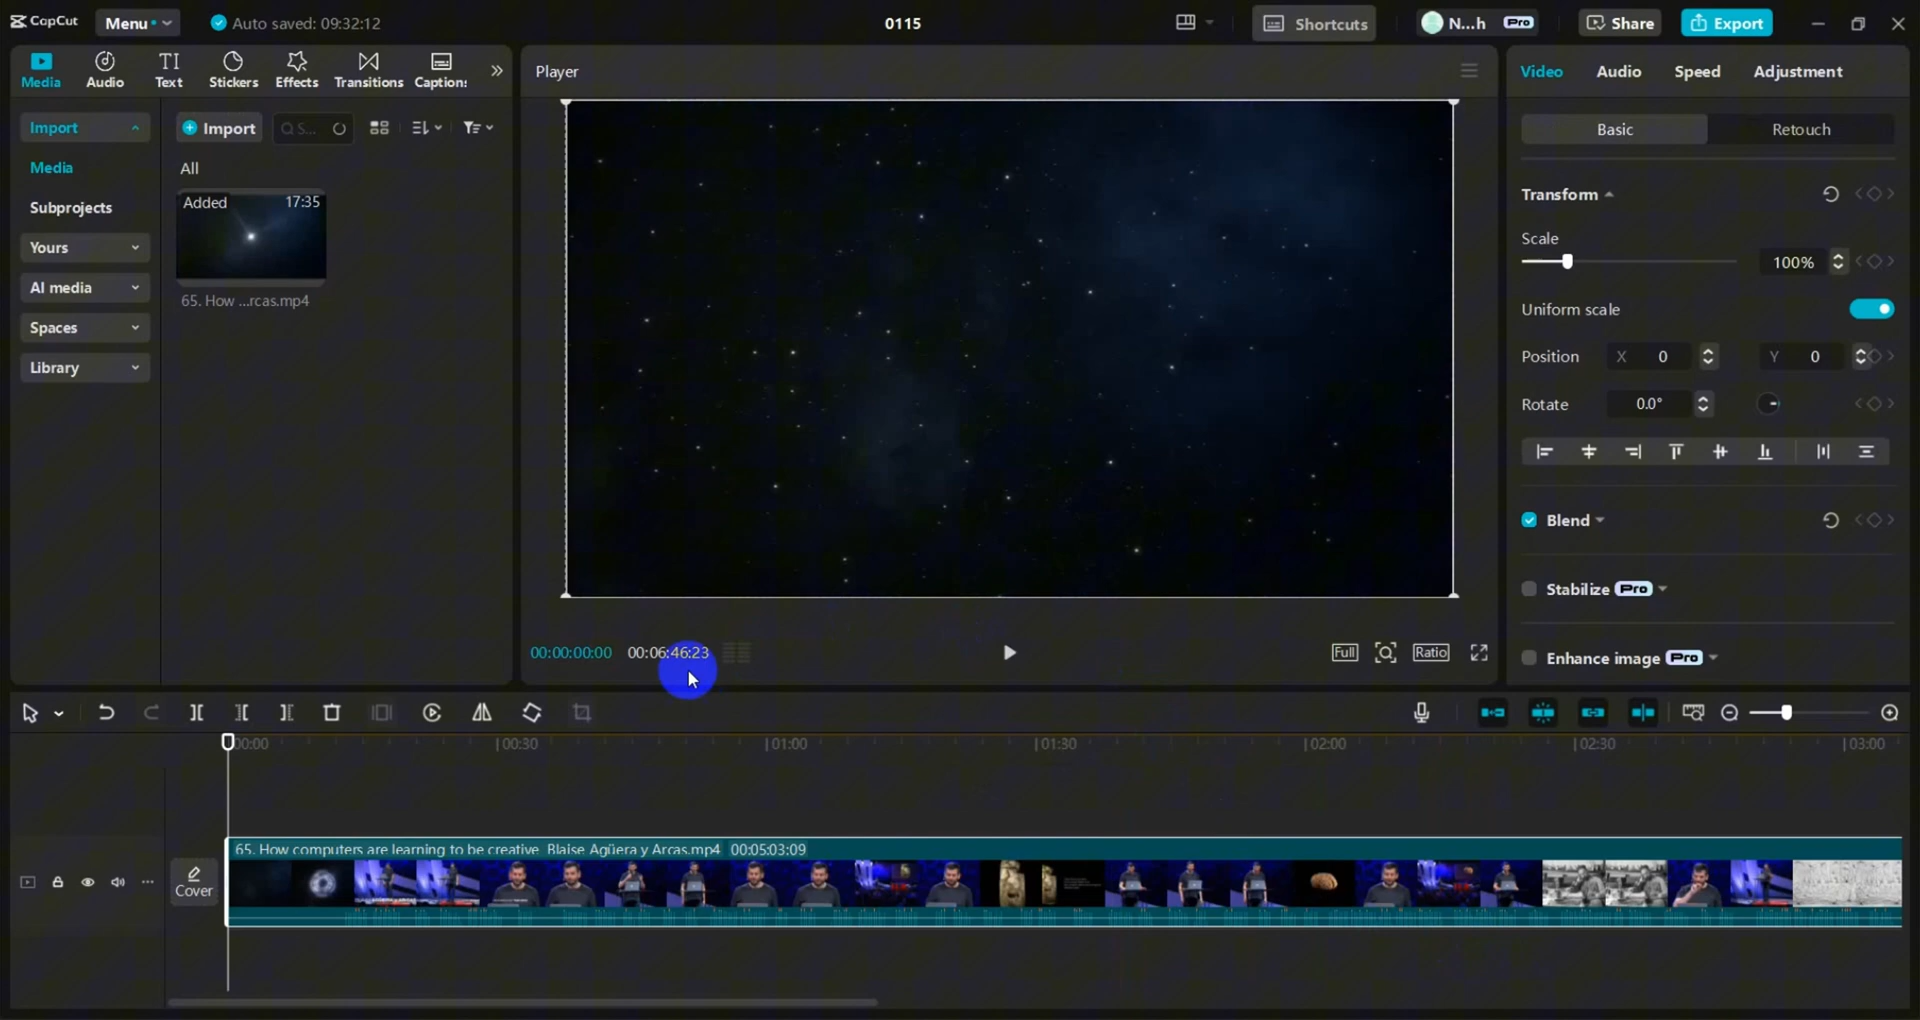 CapCut
Menu
Auto saved: 09:32:12
0115
Shortcuts
N...h
Pro
Share
Export
Media
Audio
Text
Stickers
Effects
Transitions
Captions
Player
Video
Audio
Speed
Adjustment
Import
Media
Subprojects
Yours
AI media
Spaces
Library
Import
S...
All
Added
17:35
65. How ...rcas.mp4
Basic
Retouch
Transform
Scale
100%
Uniform scale
Position
X 0
Y 0
Rotate
0.0°
Blend
Stabilize Pro
Enhance image Pro
00:00:00:00
00:06:46:23
Full
Ratio
00:00
00:30
01:00
01:30
02:00
02:30
03:00
Cover
65. How computers are learning to be creative Blaise Agüera y Arcas.mp4 00:05:03:09